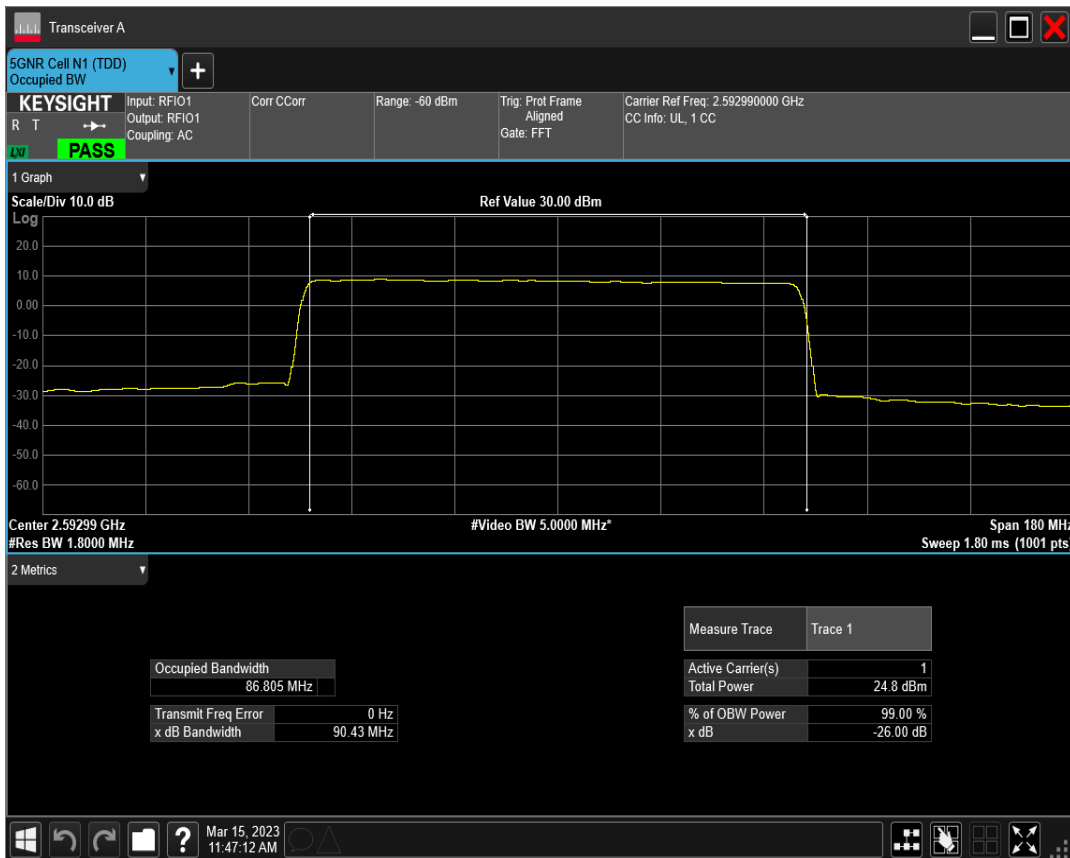 Transceiver A
5GNR Cell N1 (TDD)
Occupied BW
+
KEYSIGHT
R T
LXI
PASS
Input: RFIO1
Output: RFIO1
Coupling: AC
Corr CCorr
Range: -60 dBm
Trig: Prot Frame
Aligned
Gate: FFT
Carrier Ref Freq: 2.592990000 GHz
CC Info: UL, 1 CC
1 Graph
Scale/Div 10.0 dB
Ref Value 30.00 dBm
Log
20.0
10.0
0.00
-10.0
-20.0
-30.0
-40.0
-50.0
-60.0
Center 2.59299 GHz
#Video BW 5.0000 MHz*
Span 180 MHz
#Res BW 1.8000 MHz
Sweep 1.80 ms (1001 pts)
2 Metrics
Measure Trace Trace 1
Occupied Bandwidth
86.805 MHz
Active Carrier(s) 1
Total Power 24.8 dBm
Transmit Freq Error 0 Hz
x dB Bandwidth 90.43 MHz
% of OBW Power 99.00 %
x dB -26.00 dB
?
Mar 15, 2023
11:47:12 AM